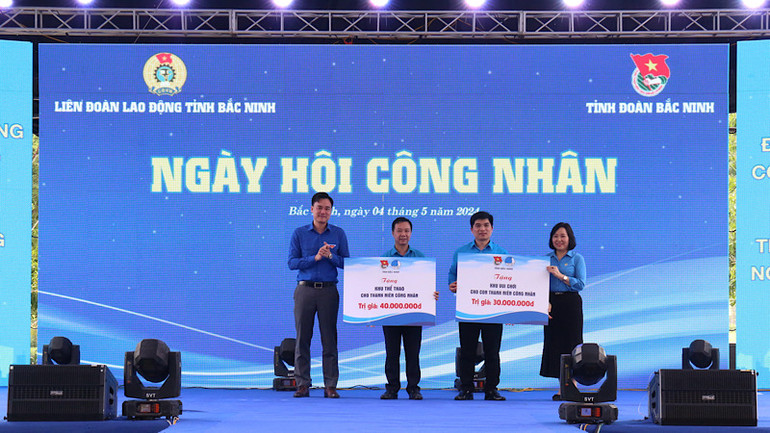 LIÊN ĐOÀN LAO ĐỘNG TỈNH BẮC NINH
TỈNH ĐOÀN BẮC NINH
NGÀY HỘI CÔNG NHÂN
Bắc Ninh, ngày 04 tháng 5 năm 2024
Tặng
KHU THỂ THAO
CHO THANH NIÊN CÔNG NHÂN
Trị giá: 40.000.000đ
Tặng
KHU VUI CHƠI
CHO CON THANH NIÊN CÔNG NHÂN
Trị giá: 30.000.000đ
SVT
SVT